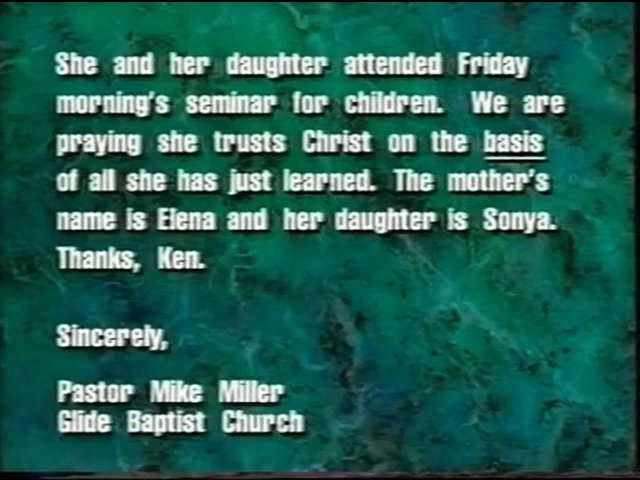 She and her daughter attended Friday
morning's seminar for children. We are
praying she trusts Christ on the basis
of all she has just learned. The mother's
name is Elena and her daughter is Sonya.
Thanks, Ken.
Sincerely,
Pastor Mike Miller
Glide Baptist Church